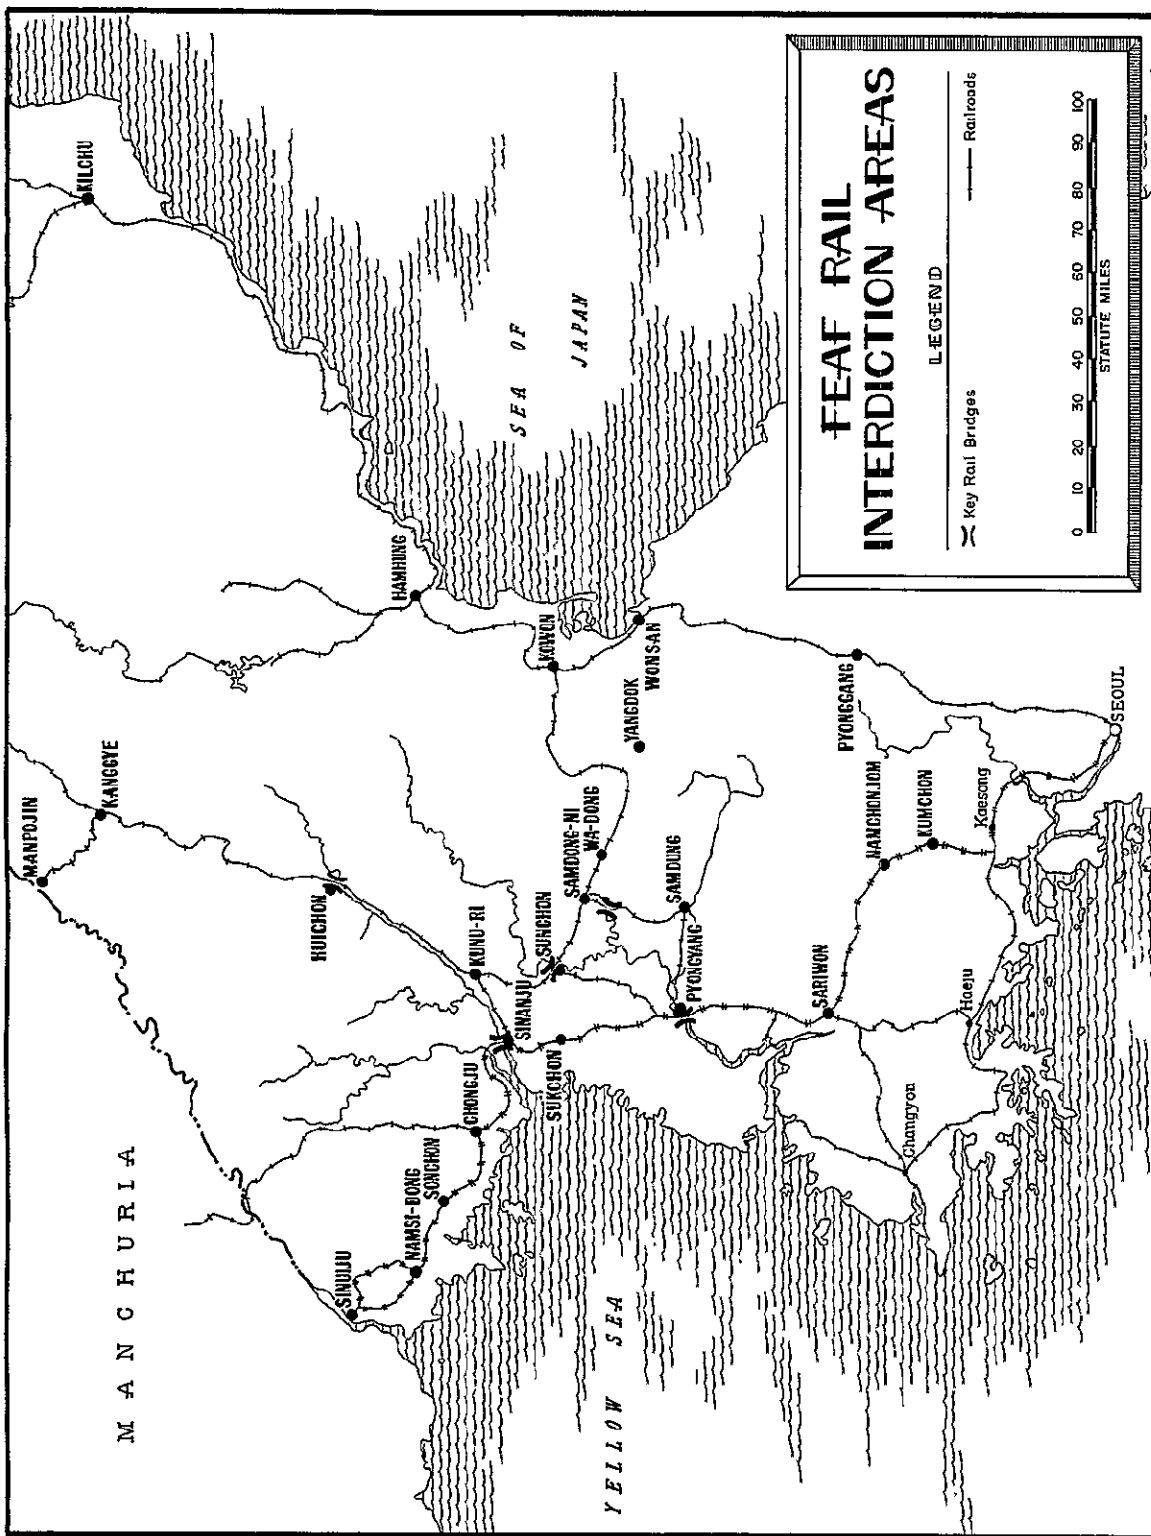 FEAF RAIL
INTERDICTION AREAS
LEGEND
Key Rail Bridges
Railroads
0 10 20 30 40 50 60 70 80 90 100
STATUTE MILES
MANCHURIA
MANPOJIN
KANGGYE
KILCHU
HUICHON
HAMHUNG
SINUIJU
NAMSI-DONG
SONCHON
CHONGJU
KUNU-RI
SINANJU
SUKCHON
SUNCHON
SAMDONG-NI
WA-DONG
KOWON
YANGDOK
WONSAN
SEA OF
JAPAN
SAMDUNG
PYONGYANG
SARIWON
PYONGGANG
NAMCHONJOM
KUMCHON
Kaesong
SEOUL
Haeju
Changyon
YELLOW SEA